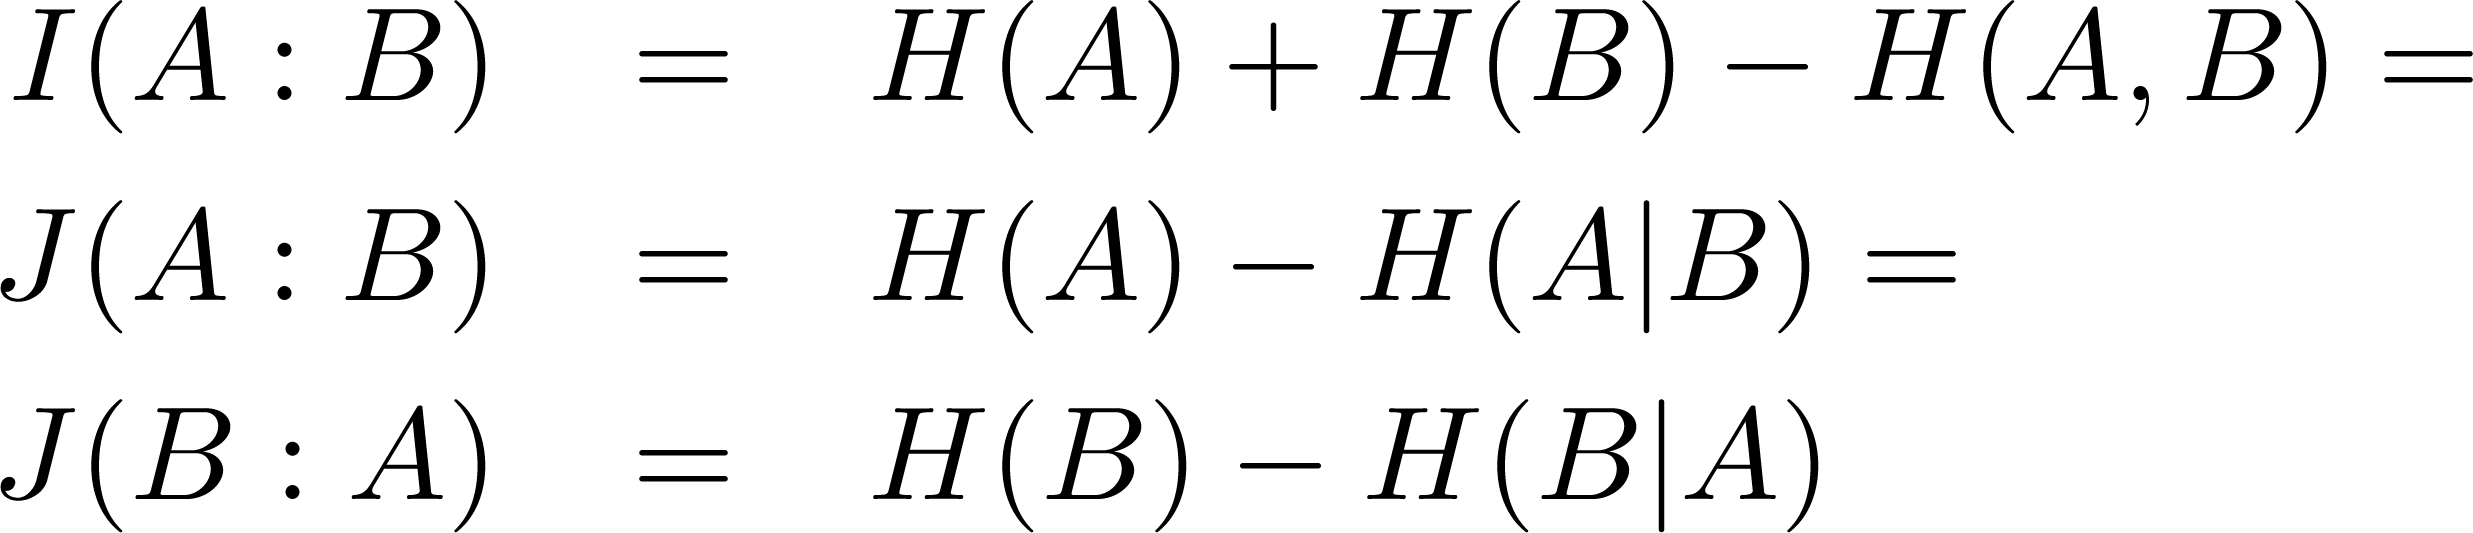 I(A : B) = H(A) + H(B) − H(A, B) =
J(A : B) = H(A) − H(A|B) =
J(B : A) = H(B) − H(B|A)